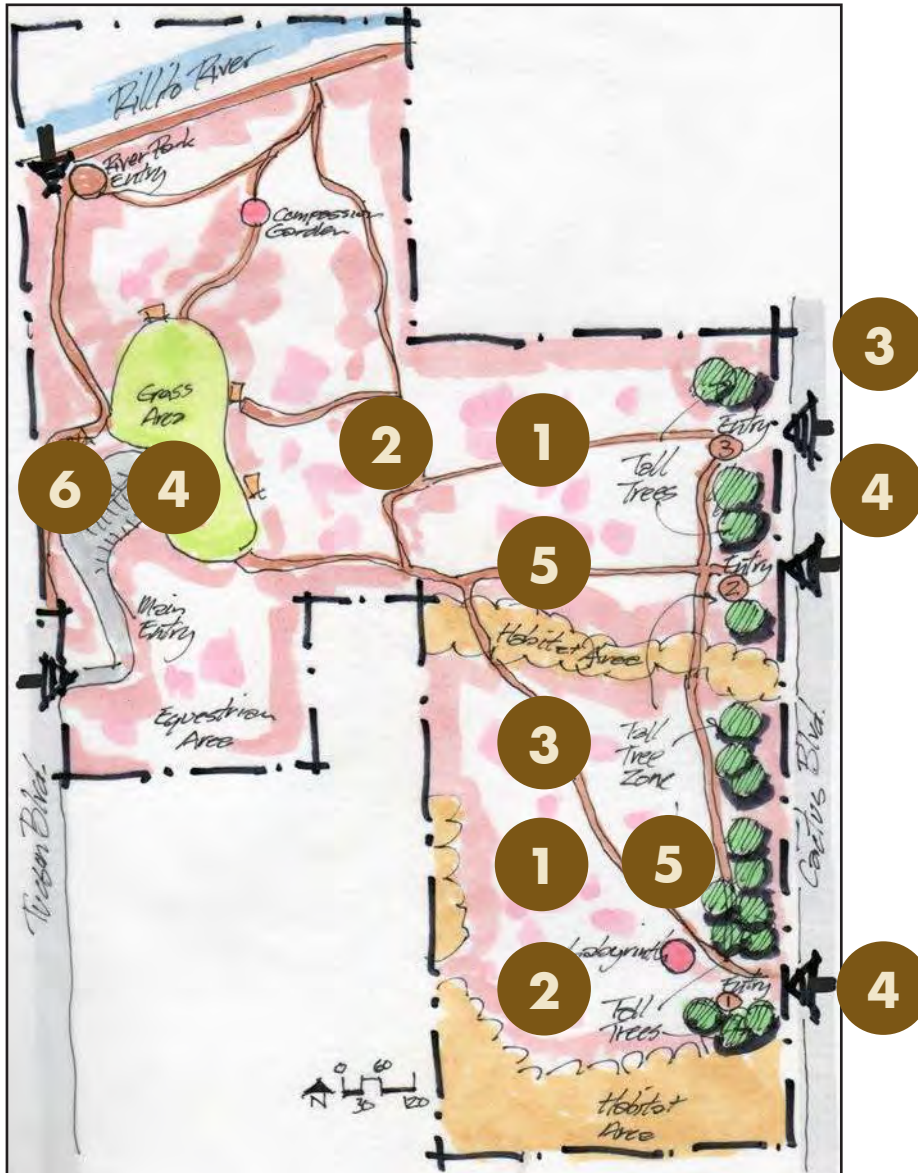 Rillito River
River Park
Entry
Compassion
Garden
3
Grass
Area
2
1
Entry
3
Tall
Trees
6
4
4
5
Entry
2
Main
Entry
Habitat Area
Equestrian
Area
3
Tall
Tree
Zone
Tucson Blvd.
Cactus Blvd.
1
5
Labyrinth
2
Entry
1
4
Tall
Trees
0 60
N 30 120
Habitat
Area